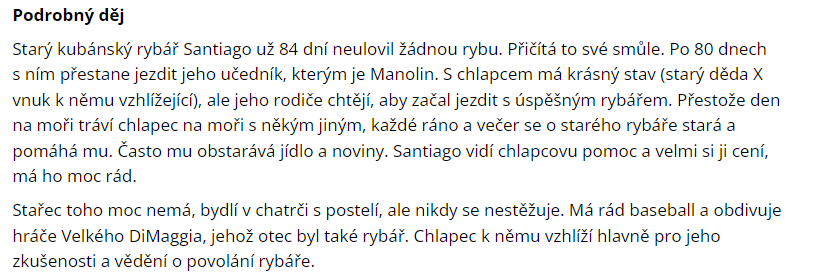 Podrobný děj
Starý kubánský rybář Santiago už 84 dní neulovil žádnou rybu. Přičítá to své smůle. Po 80 dnech
s ním přestane jezdit jeho učedník, kterým je Manolin. S chlapcem má krásný stav (starý děda X
vnuk k němu vzhlížející), ale jeho rodiče chtějí, aby začal jezdit s úspěšným rybářem. Přestože den
na moři tráví chlapec na moři s někým jiným, každé ráno a večer se o starého rybáře stará a
pomáhá mu. Často mu obstarává jídlo a noviny. Santiago vidí chlapcovu pomoc a velmi si ji cení,
má ho moc rád.
Stařec toho moc nemá, bydlí v chatrči s postelí, ale nikdy se nestěžuje. Má rád baseball a obdivuje
hráče Velkého DiMaggia, jehož otec byl také rybář. Chlapec k němu vzhlíží hlavně pro jeho
zkušenosti a vědění o povolání rybáře.